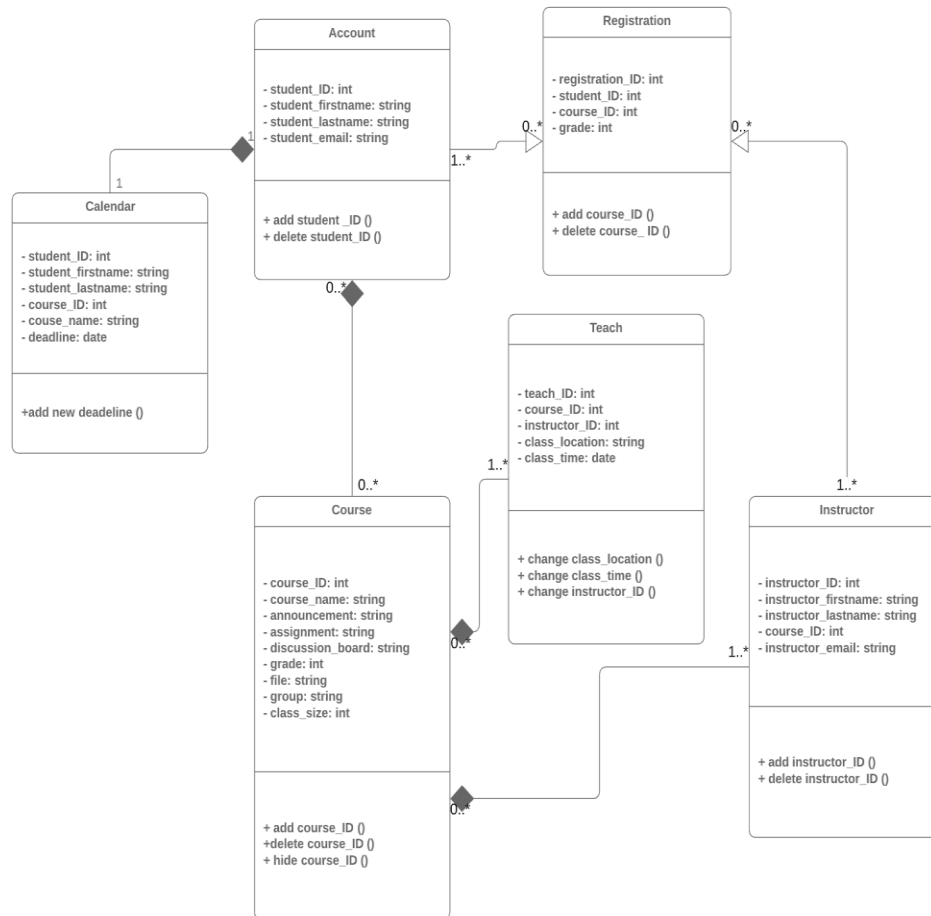 Account
- student_ID: int
- student_firstname: string
- student_lastname: string
- student_email: string
+ add student _ID ()
+ delete student_ID ()
Registration
- registration_ID: int
- student_ID: int
- course_ID: int
- grade: int
+ add course_ID ()
+ delete course_ ID ()
1
1
1..*
0..*
0..*
Calendar
- student_ID: int
- student_firstname: string
- student_lastname: string
- course_ID: int
- couse_name: string
- deadline: date
+add new deadeline ()
0..*
0..*
Teach
- teach_ID: int
- course_ID: int
- instructor_ID: int
- class_location: string
- class_time: date
+ change class_location ()
+ change class_time ()
+ change instructor_ID ()
1..*
0..*
Course
- course_ID: int
- course_name: string
- announcement: string
- assignment: string
- discussion_board: string
- grade: int
- file: string
- group: string
- class_size: int
+ add course_ID ()
+delete course_ID ()
+ hide course_ID ()
0..*
1..*
1..*
Instructor
- instructor_ID: int
- instructor_firstname: string
- instructor_lastname: string
- course_ID: int
- instructor_email: string
+ add instructor_ID ()
+ delete instructor_ID ()